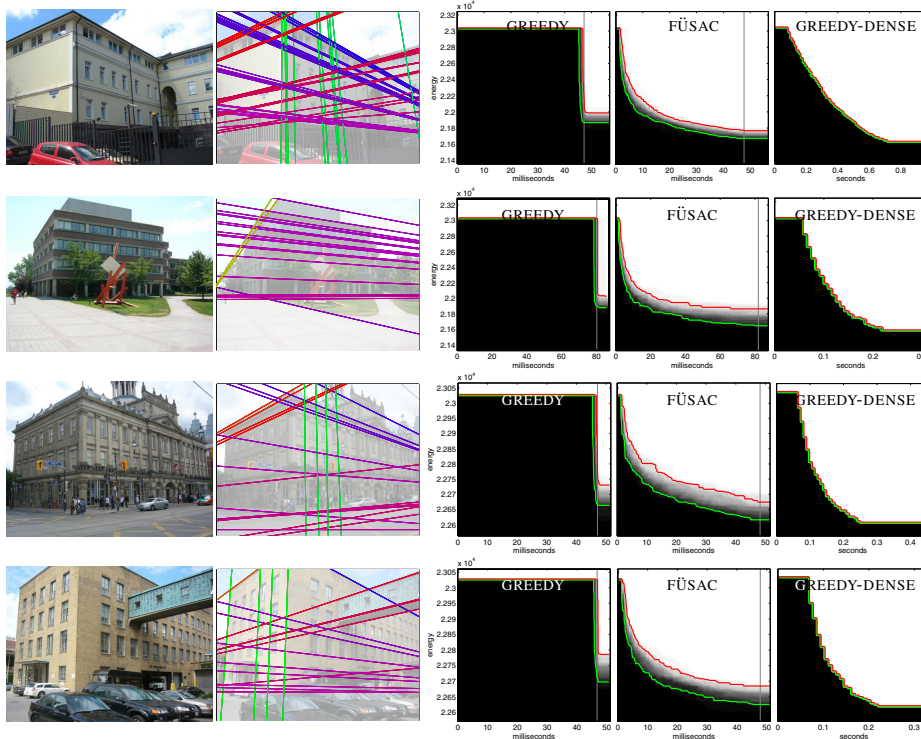 x 10⁴
GREEDY FÜSAC GREEDY-DENSE
2.32
2.3
2.28
2.26
2.24
2.22
2.2
2.18
2.16
2.14
energy
0 10 20 30 40 50 0 10 20 30 40 50 0.2 0.4 0.6 0.8
milliseconds milliseconds seconds
x 10⁴
GREEDY FÜSAC GREEDY-DENSE
2.32
2.3
2.28
2.26
2.24
2.22
2.2
2.18
2.16
2.14
energy
0 20 40 60 80 0 20 40 60 80 0.1 0.2 0.3
milliseconds milliseconds seconds
x 10⁴
GREEDY FÜSAC GREEDY-DENSE
2.305
2.3
2.295
2.29
2.285
2.28
2.275
2.27
2.265
2.26
energy
0 10 20 30 40 50 0 10 20 30 40 50 0.1 0.2 0.3 0.4
milliseconds milliseconds seconds
x 10⁴
GREEDY FÜSAC GREEDY-DENSE
2.305
2.3
2.295
2.29
2.285
2.28
2.275
2.27
2.265
2.26
energy
0 10 20 30 40 50 0 10 20 30 40 50 0.1 0.2 0.3
milliseconds milliseconds seconds